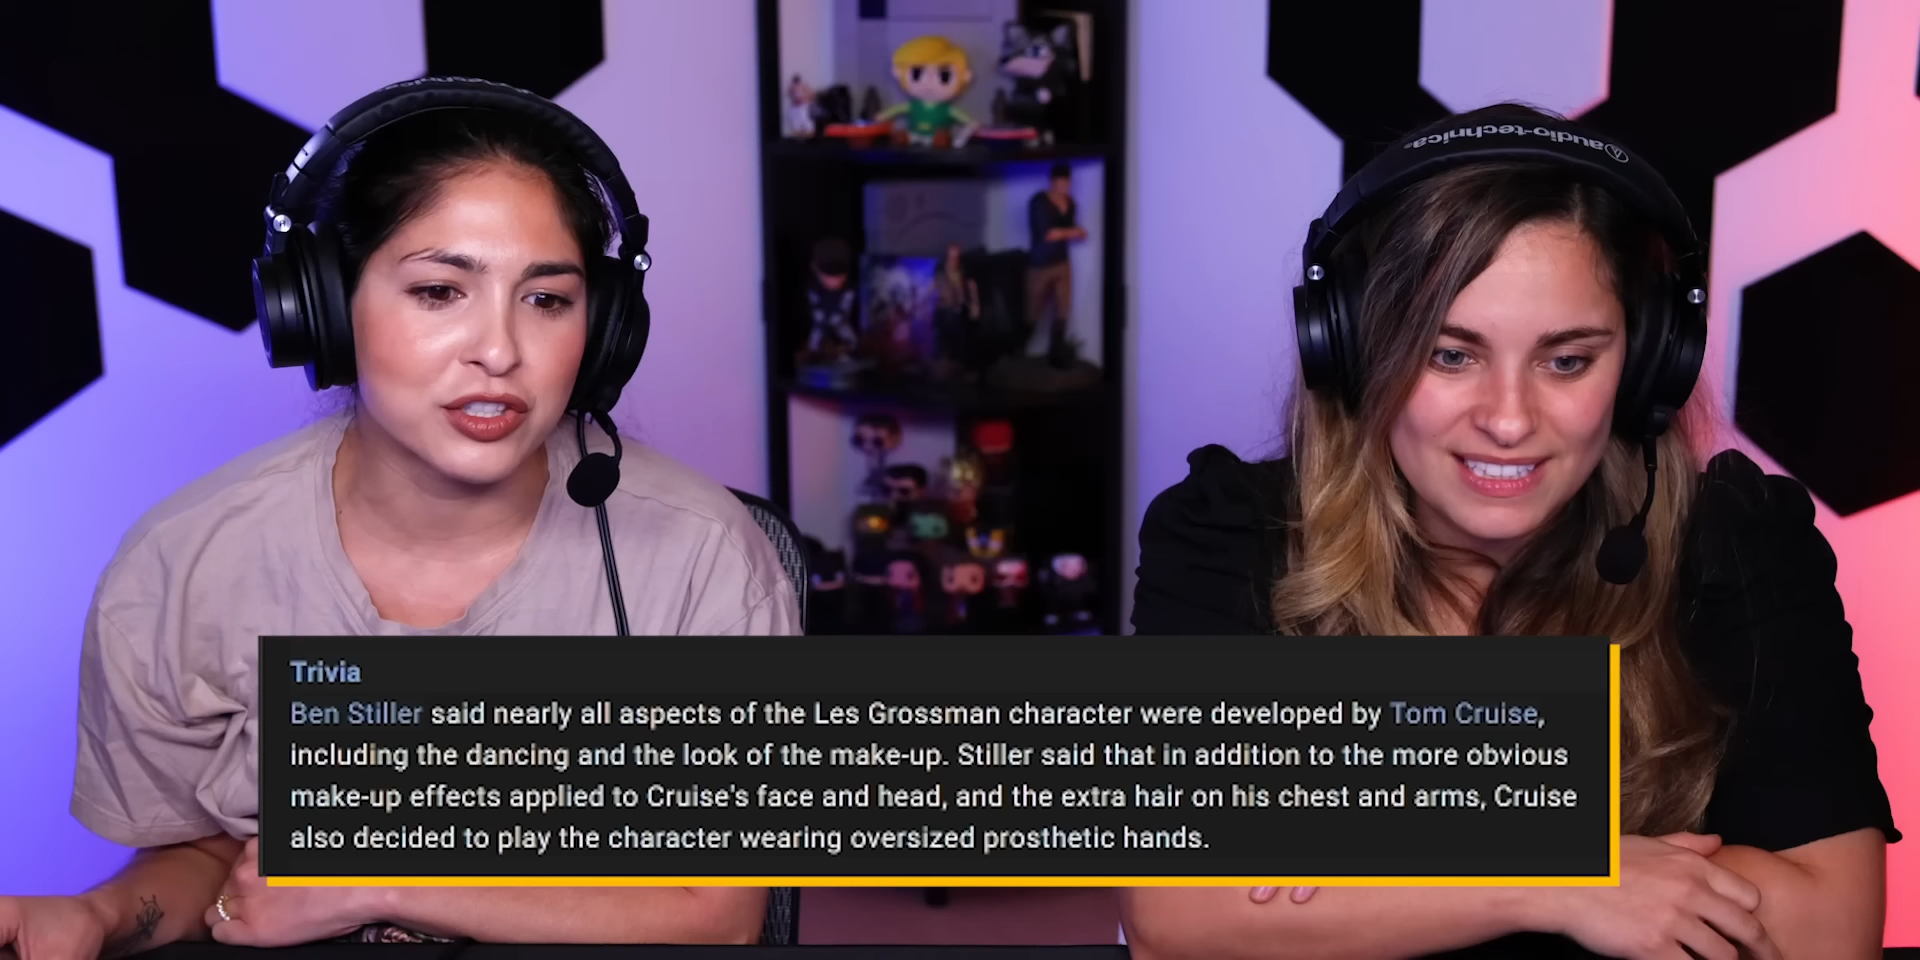 audio-technica
audio-technica
Trivia
Ben Stiller said nearly all aspects of the Les Grossman character were developed by Tom Cruise,
including the dancing and the look of the make-up. Stiller said that in addition to the more obvious
make-up effects applied to Cruise's face and head, and the extra hair on his chest and arms, Cruise
also decided to play the character wearing oversized prosthetic hands.